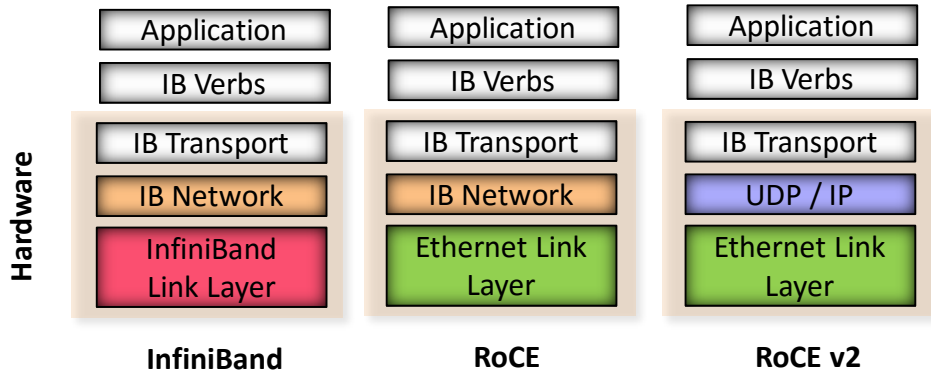 Application
Application
Application
IB Verbs
IB Verbs
IB Verbs
Hardware
IB Transport
IB Transport
IB Transport
IB Network
IB Network
UDP / IP
InfiniBand
Link Layer
Ethernet Link
Layer
Ethernet Link
Layer
InfiniBand
RoCE
RoCE v2